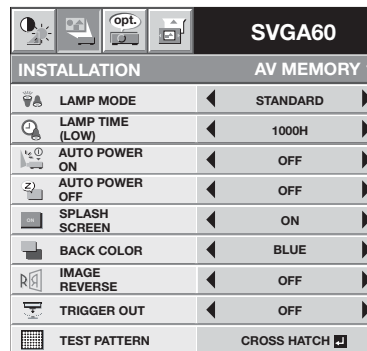 opt.
SVGA60
INSTALLATION AV MEMORY
LAMP MODE STANDARD
LAMP TIME
(LOW) 1000H
AUTO POWER
ON OFF
AUTO POWER
OFF OFF
SPLASH
SCREEN ON
BACK COLOR BLUE
IMAGE
REVERSE OFF
TRIGGER OUT OFF
TEST PATTERN CROSS HATCH